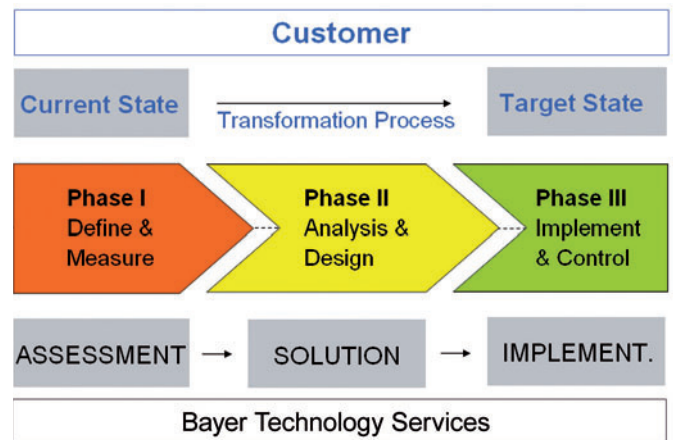 Customer
Current State
Transformation Process
Target State
Phase I
Define &
Measure
Phase II
Analysis &
Design
Phase III
Implement
& Control
ASSESSMENT
SOLUTION
IMPLEMENT.
Bayer Technology Services